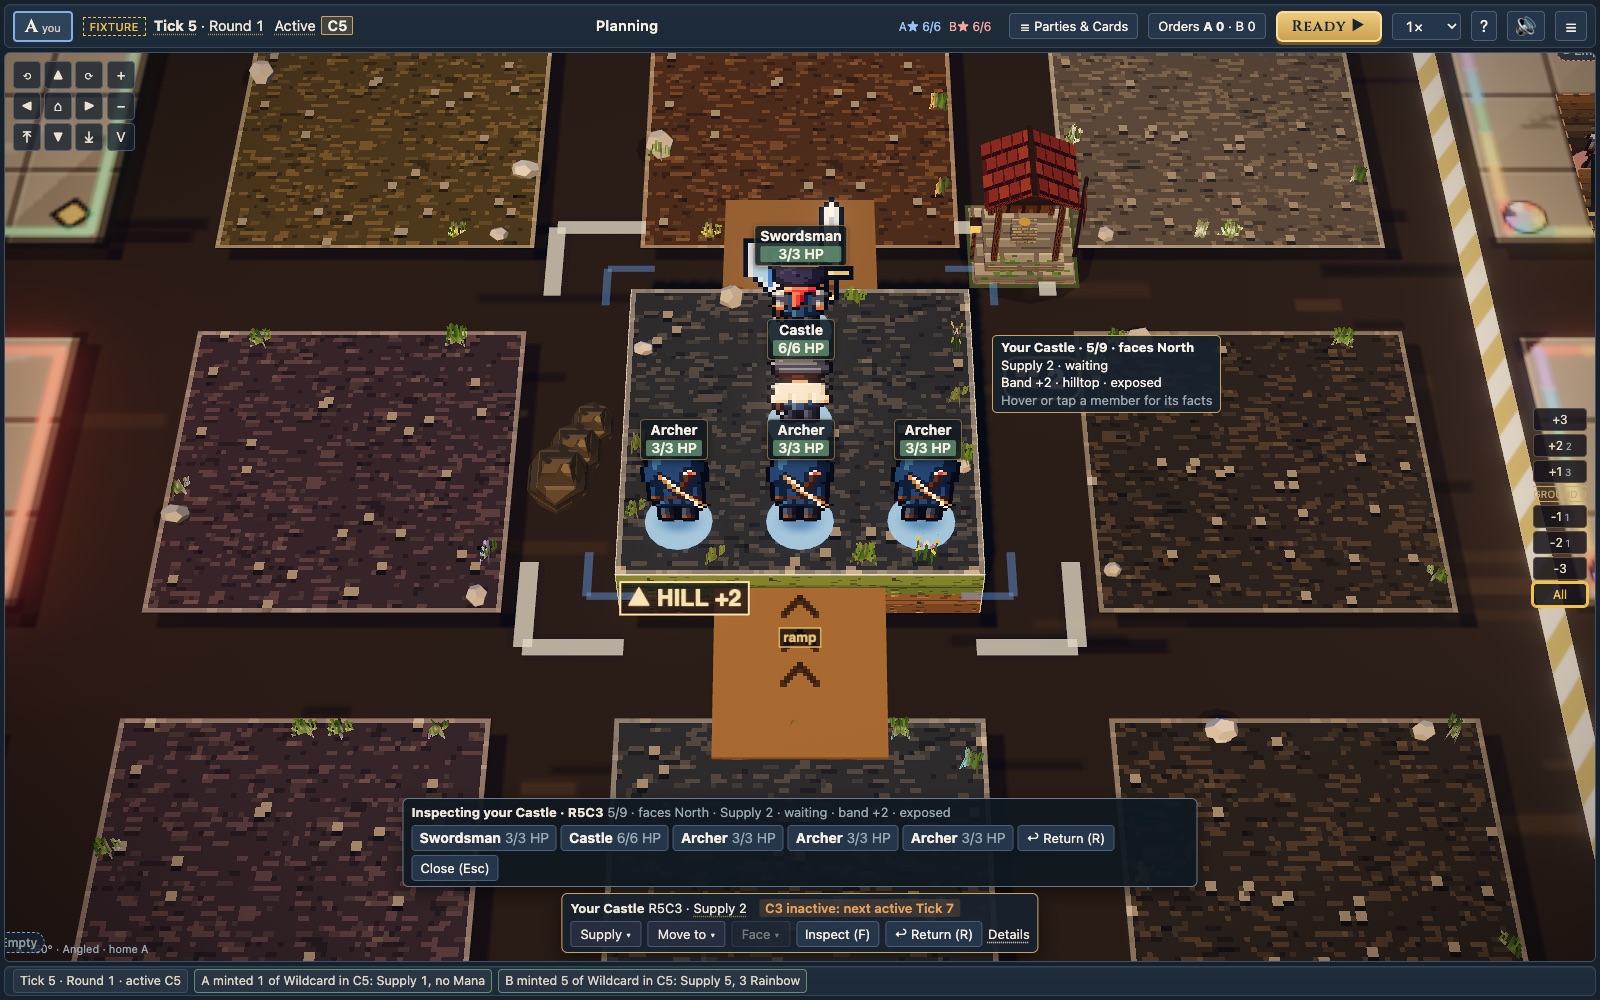 A you
FIXTURE
Tick 5 · Round 1
Active C5
Planning
A★ 6/6 B★ 6/6
≡ Parties & Cards
Orders A 0 · B 0
READY ▶
1×
?
V
Swordsman
3/3 HP
Castle
6/6 HP
Archer
3/3 HP
Archer
3/3 HP
Archer
3/3 HP
Your Castle · 5/9 · faces North
Supply 2 · waiting
Band +2 · hilltop · exposed
Hover or tap a member for its facts
+3
+2 2
+1 3
-1 1
-2 1
-3
All
▲ HILL +2
ramp
Inspecting your Castle · R5C3 5/9 · faces North · Supply 2 · waiting · band +2 · exposed
Swordsman 3/3 HP
Castle 6/6 HP
Archer 3/3 HP
Archer 3/3 HP
Archer 3/3 HP
↩ Return (R)
Close (Esc)
Your Castle R5C3 · Supply 2
C3 inactive: next active Tick 7
Supply ▾
Move to ▾
Face ▾
Inspect (F)
↩ Return (R)
Details
· Angled · home A
Tick 5 · Round 1 · active C5
A minted 1 of Wildcard in C5: Supply 1, no Mana
B minted 5 of Wildcard in C5: Supply 5, 3 Rainbow